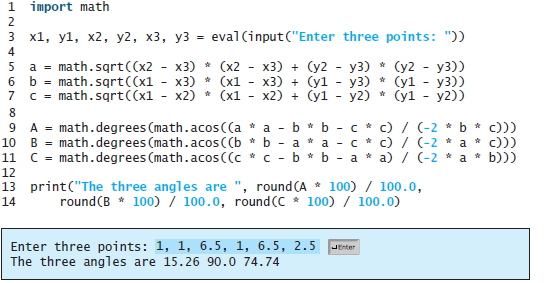 1 import math
2
3 x1, y1, x2, y2, x3, y3 = eval(input("Enter three points: "))
4
5 a = math.sqrt((x2 - x3) * (x2 - x3) + (y2 - y3) * (y2 - y3))
6 b = math.sqrt((x1 - x3) * (x1 - x3) + (y1 - y3) * (y1 - y3))
7 c = math.sqrt((x1 - x2) * (x1 - x2) + (y1 - y2) * (y1 - y2))
8
9 A = math.degrees(math.acos((a * a - b * b - c * c) / (-2 * b * c)))
10 B = math.degrees(math.acos((b * b - a * a - c * c) / (-2 * a * c)))
11 C = math.degrees(math.acos((c * c - b * b - a * a) / (-2 * a * b)))
12
13 print("The three angles are ", round(A * 100) / 100.0,
14 round(B * 100) / 100.0, round(C * 100) / 100.0)
Enter three points: 1, 1, 6.5, 1, 6.5, 2.5 Enter
The three angles are 15.26 90.0 74.74